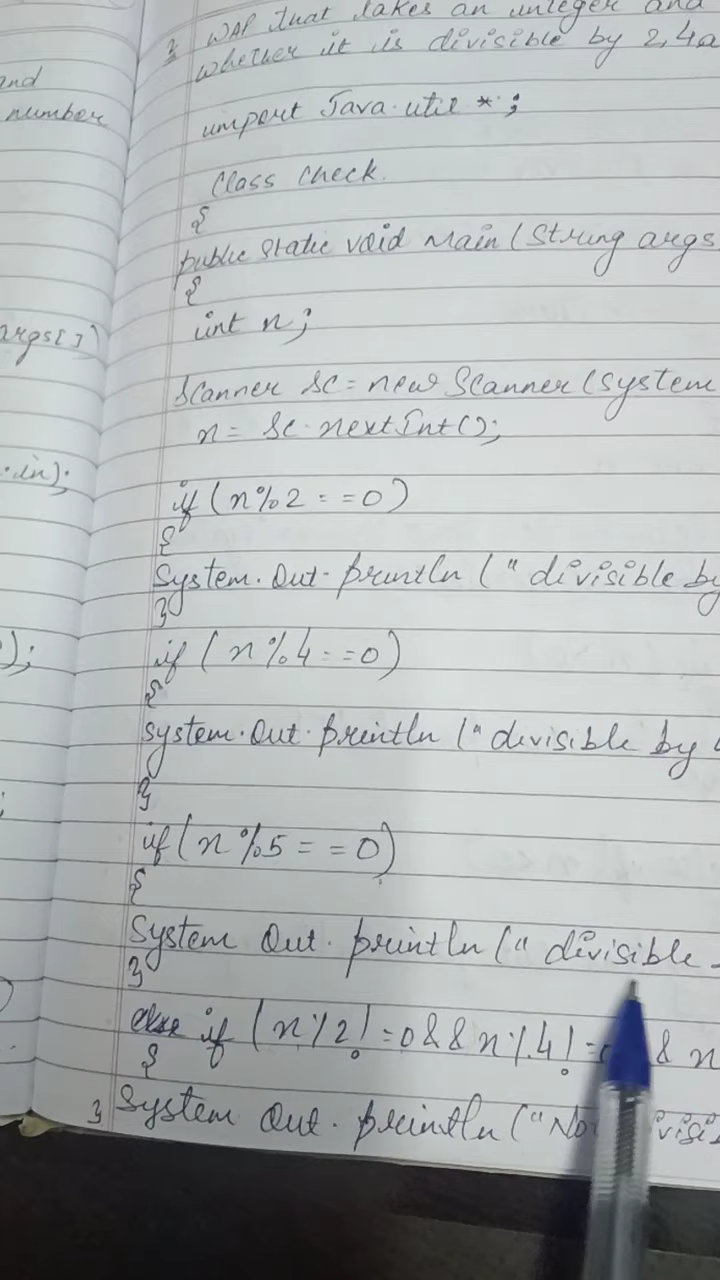 and
number
args[])
.in);
);
;
3 WAP that takes an integer and
whether it is divisible by 2, 4
import Java.util *;
Class Check.
{
public static void Main (String args
{
int n;
Scanner Sc = new Scanner (System
n = Sc.nextInt();
if (n%2 = =0)
{
System.Out.println (" divisible by
}
if (n%4 = =0)
{
System.Out.println (" divisible by
}
if (n%5 = =0)
{
System Out.println (" divisible
}
else if (n%2!=0 && n%4!= & n
{
} System Out.println ("